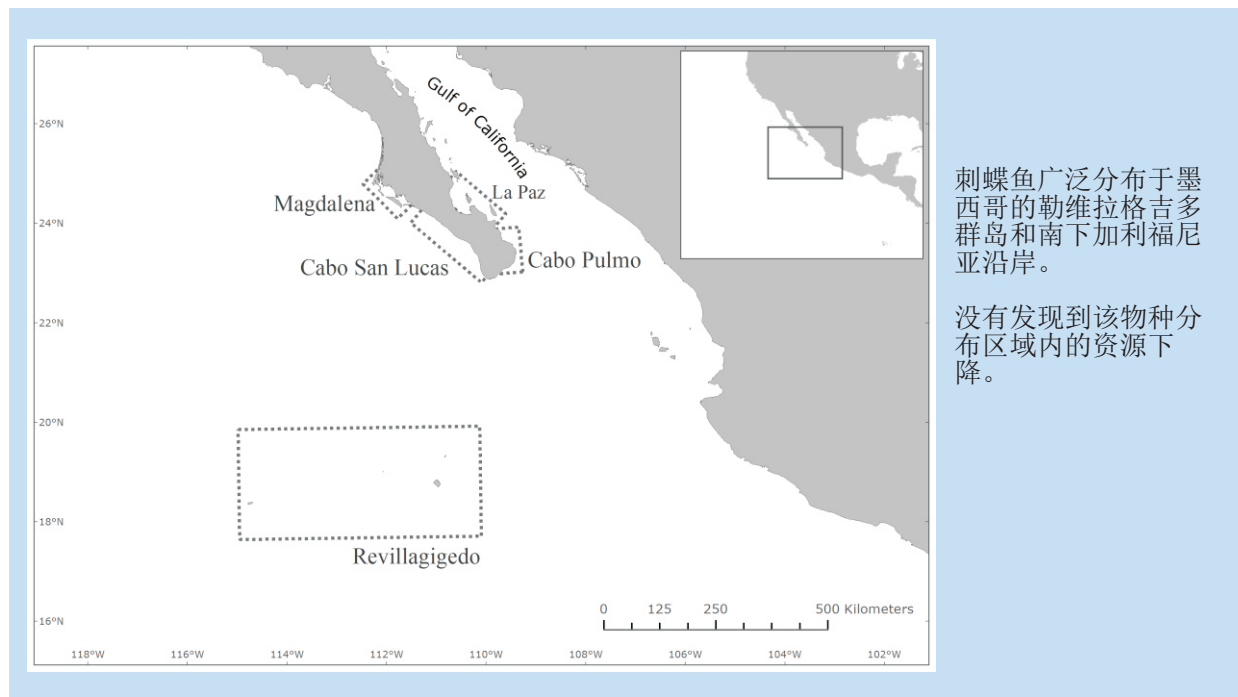 Gulf of California
26°N
La Paz
Magdalena
24°N
Cabo San Lucas
Cabo Pulmo
22°N
20°N
18°N
Revillagigedo
0 125 250 500 Kilometers
16°N
118°W 116°W 114°W 112°W 110°W 108°W 106°W 104°W 102°W
刺蝶鱼广泛分布于墨
西哥的勒维拉格吉多
群岛和南下加利福尼
亚沿岸。
没有发现到该物种分
布区域内的资源下
降。